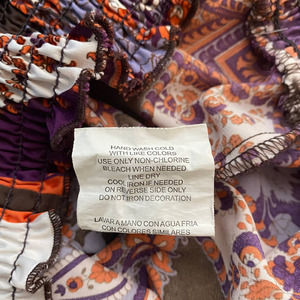 HAND WASH COLD
WITH LIKE COLORS
USE ONLY NON-CHLORINE
BLEACH WHEN NEEDED
LINE DRY
COOL IRON IF NEEDED
ON REVERSE SIDE ONLY
DO NOT IRON DECORATION
LAVAR A MANO CON AGUA FRIA
CON COLORES SIMILARES